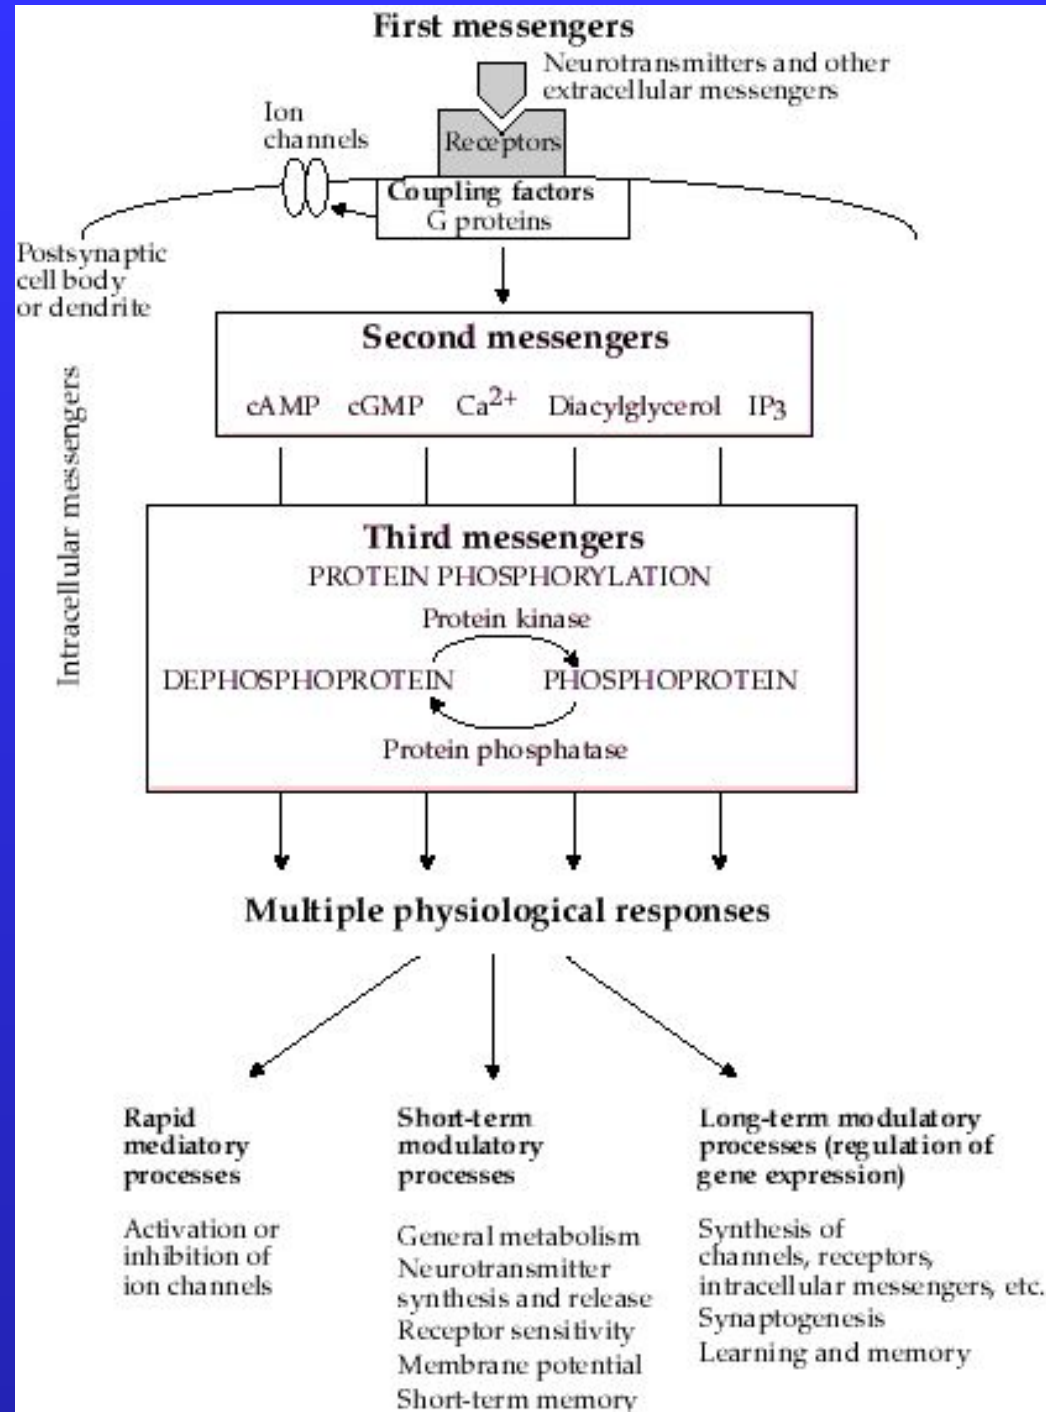 First messengers
Neurotransmitters and other
extracellular messengers
Ion
channels
Receptors
Coupling factors
G proteins
Postsynaptic
cell body
or dendrite
Second messengers
cAMP cGMP Ca2+ Diacylglycerol IP3
Intracellular messengers
Third messengers
PROTEIN PHOSPHORYLATION
Protein kinase
DEPHOSPHOPROTEIN PHOSPHOPROTEIN
Protein phosphatase
Multiple physiological responses
Rapid
mediatory
processes
Activation or
inhibition of
ion channels
Short-term
modulatory
processes
General metabolism
Neurotransmitter
synthesis and release
Receptor sensitivity
Membrane potential
Short-term memory
Long-term modulatory
processes (regulation of
gene expression)
Synthesis of
channels, receptors,
intracellular messengers, etc.
Synaptogenesis
Learning and memory